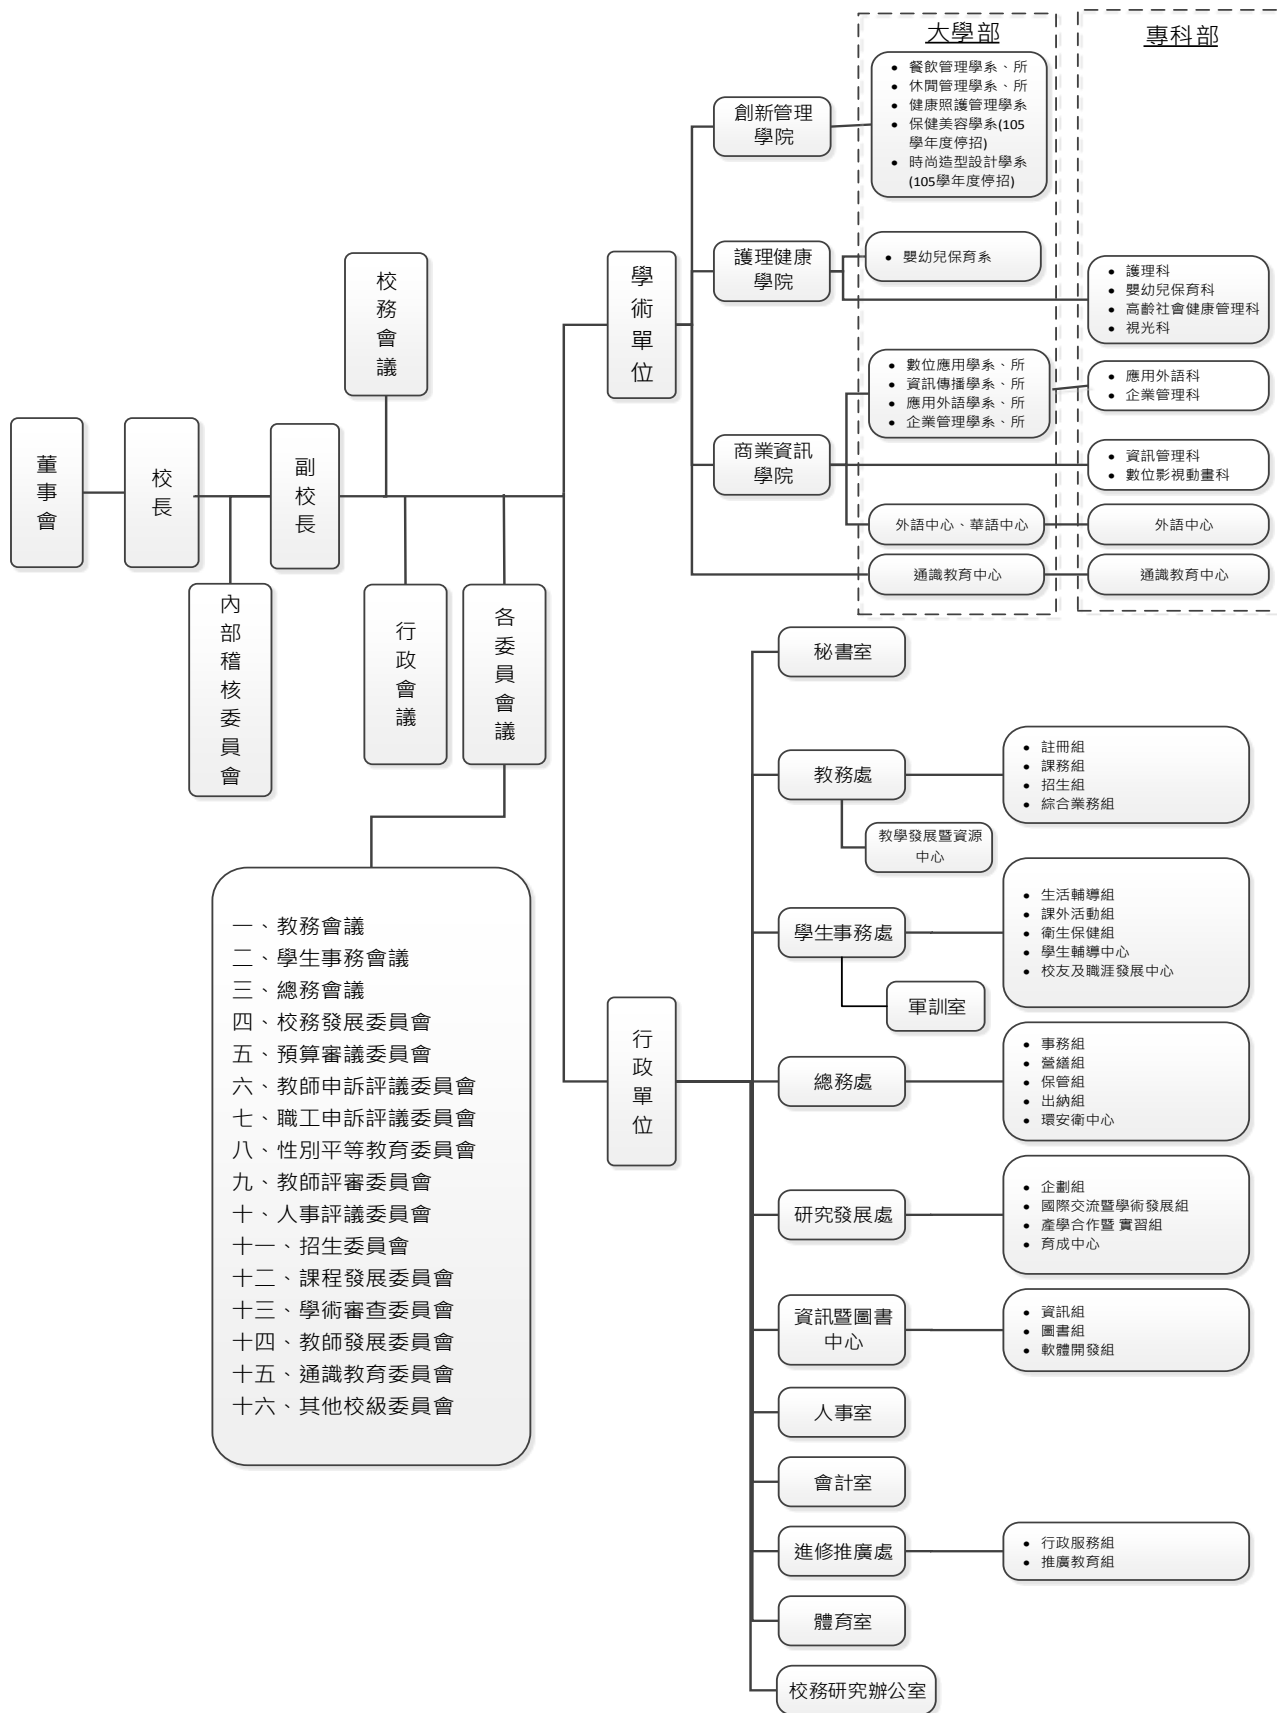 大學部
專科部
創新管理
學院
餐飲管理學系、所
休閒管理學系、所
健康照護管理學系
保健美容學系(105
學年度停招)
時尚造型設計學系
(105學年度停招)
學術單位
護理健康
學院
嬰幼兒保育系
護理科
嬰幼兒保育科
高齡社會健康管理科
視光科
校務會議
數位應用學系、所
資訊傳播學系、所
應用外語學系、所
企業管理學系、所
應用外語科
企業管理科
商業資訊
學院
資訊管理科
數位影視動畫科
外語中心、華語中心
外語中心
通識教育中心
通識教育中心
董事會
校長
副校長
內部稽核委員會
行政會議
各委員會議
一、教務會議
二、學生事務會議
三、總務會議
四、校務發展委員會
五、預算審議委員會
六、教師申訴評議委員會
七、職工申訴評議委員會
八、性別平等教育委員會
九、教師評審委員會
十、人事評議委員會
十一、招生委員會
十二、課程發展委員會
十三、學術審查委員會
十四、教師發展委員會
十五、通識教育委員會
十六、其他校級委員會
行政單位
秘書室
教務處
註冊組
課務組
招生組
綜合業務組
教學發展暨資源
中心
學生事務處
生活輔導組
課外活動組
衛生保健組
學生輔導中心
校友及職涯發展中心
軍訓室
總務處
事務組
營繕組
保管組
出納組
環安衛中心
研究發展處
企劃組
國際交流暨學術發展組
產學合作暨 實習組
育成中心
資訊暨圖書
中心
資訊組
圖書組
軟體開發組
人事室
會計室
進修推廣處
行政服務組
推廣教育組
體育室
校務研究辦公室